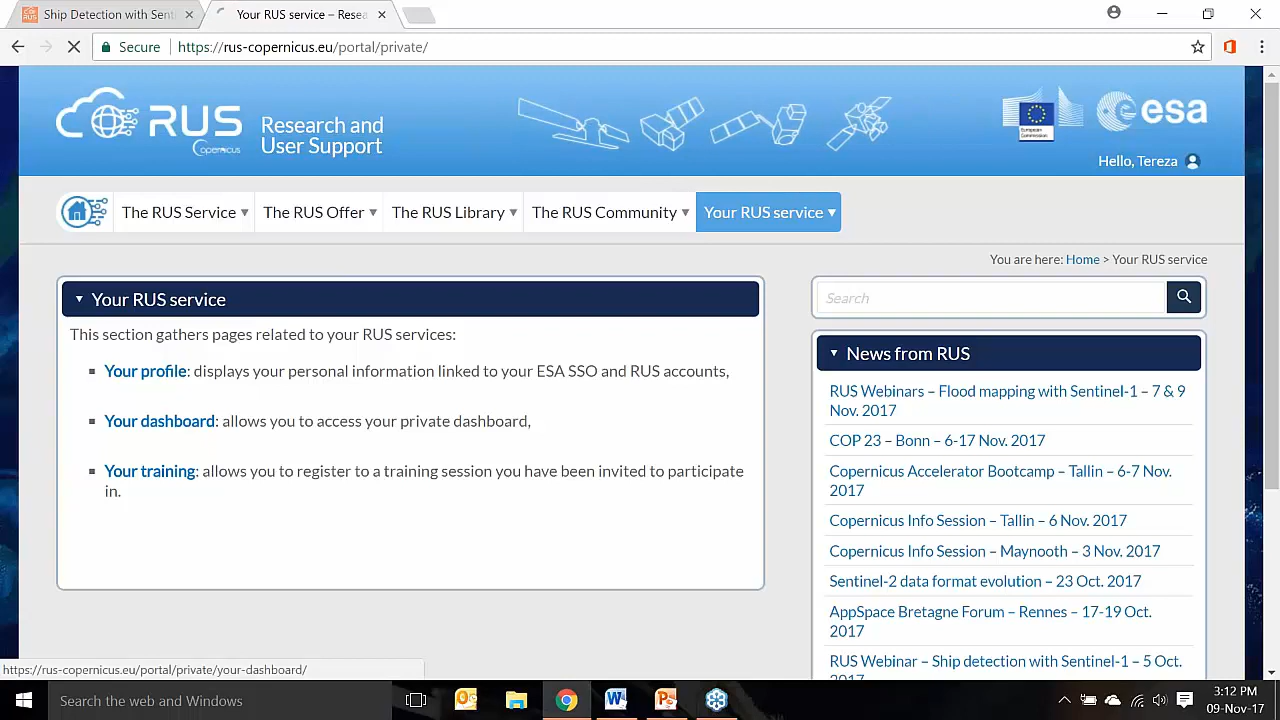 Ship Detection with Sent
Your RUS service – Resea
Secure
https://rus-copernicus.eu/portal/private/
RUS
Copernicus
Research and
User Support
European
Commission
esa
Hello, Tereza
The RUS Service
The RUS Offer
The RUS Library
The RUS Community
Your RUS service
You are here: Home > Your RUS service
Your RUS service
This section gathers pages related to your RUS services:
Your profile: displays your personal information linked to your ESA SSO and RUS accounts,
Your dashboard: allows you to access your private dashboard,
Your training: allows you to register to a training session you have been invited to participate
in.
Search
News from RUS
RUS Webinars – Flood mapping with Sentinel-1 – 7 & 9
Nov. 2017
COP 23 – Bonn – 6-17 Nov. 2017
Copernicus Accelerator Bootcamp – Tallin – 6-7 Nov.
2017
Copernicus Info Session – Tallin – 6 Nov. 2017
Copernicus Info Session – Maynooth – 3 Nov. 2017
Sentinel-2 data format evolution – 23 Oct. 2017
AppSpace Bretagne Forum – Rennes – 17-19 Oct.
2017
RUS Webinar – Ship detection with Sentinel-1 – 5 Oct.
2017
https://rus-copernicus.eu/portal/private/your-dashboard/
Search the web and Windows
3:12 PM
09-Nov-17